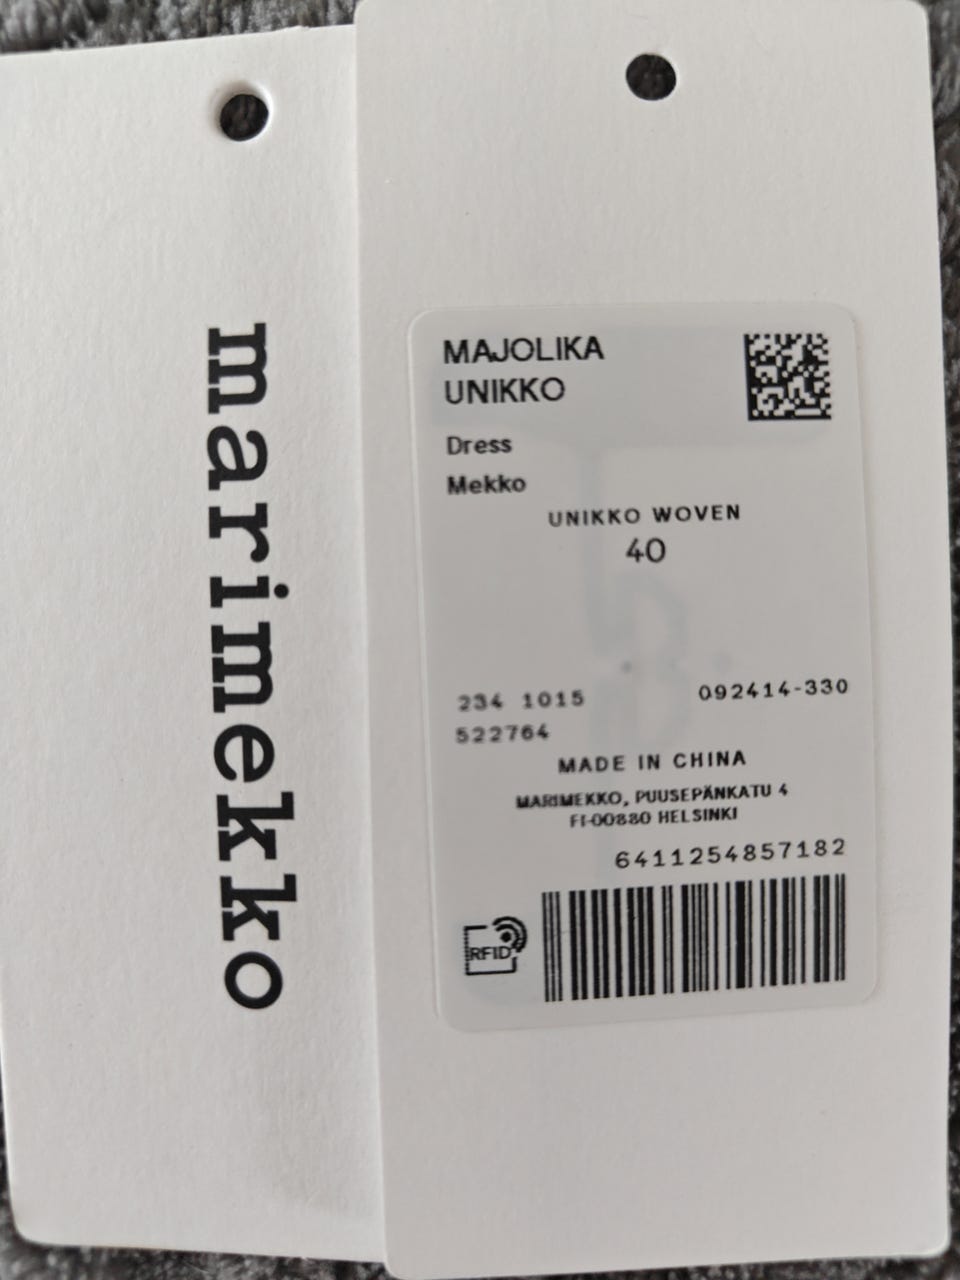 marimekko
MAJOLIKA
UNIKKO
Dress
Mekko
UNIKKO WOVEN
40
234 1015
092414-330
522764
MADE IN CHINA
MARIMEKKO, PUUSEPÄNKATU 4
FI-00880 HELSINKI
6411254857182
RFID